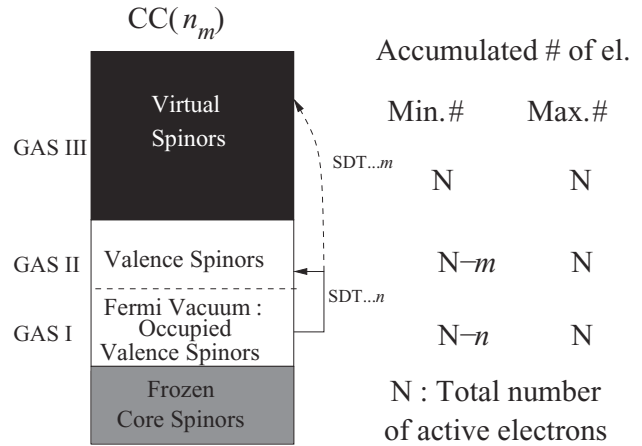 CC(n_m)
Accumulated # of el.
Min.# Max.#
Virtual
Spinors
GAS III
SDT...m
N N
GAS II
Valence Spinors
N−m N
SDT...n
Fermi Vacuum :
Occupied
Valence Spinors
GAS I
N−n N
Frozen
Core Spinors
N : Total number
of active electrons